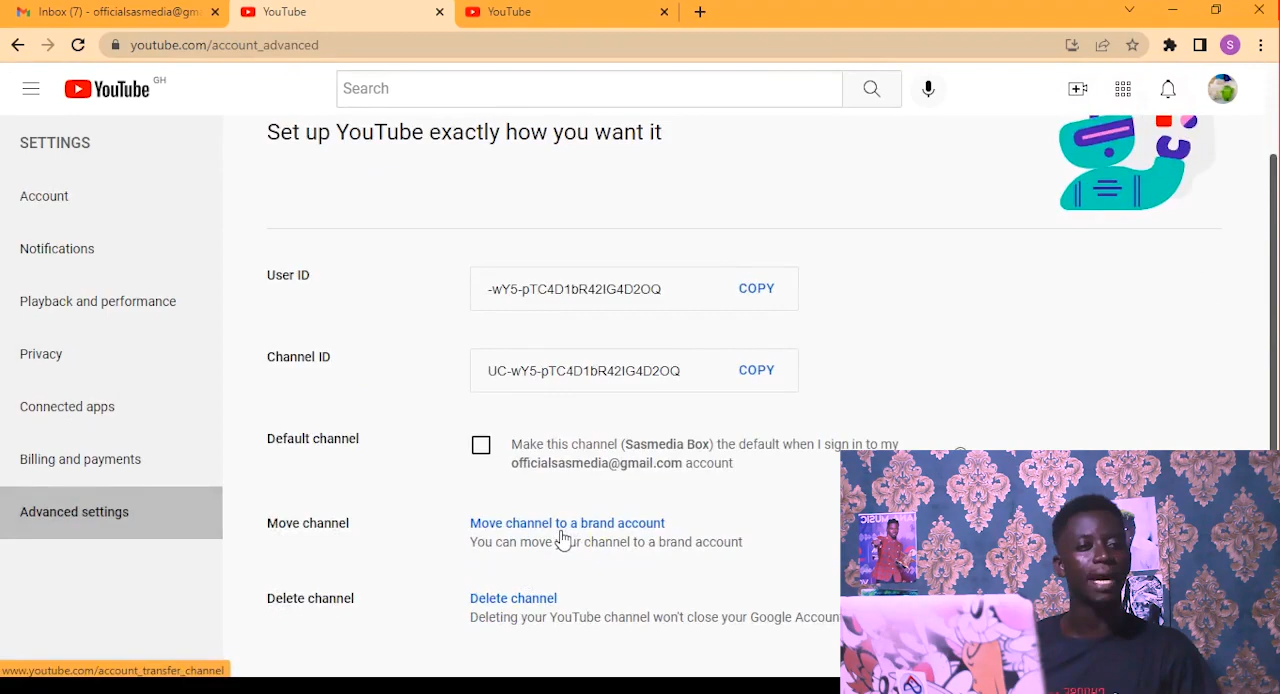 Inbox (7) - officialsasmedia@gm
YouTube
YouTube
youtube.com/account_advanced
S
YouTube GH
Search
SETTINGS
Account
Notifications
Playback and performance
Privacy
Connected apps
Billing and payments
Advanced settings
Set up YouTube exactly how you want it
User ID
-wY5-pTC4D1bR42IG4D2OQ
COPY
Channel ID
UC-wY5-pTC4D1bR42IG4D2OQ
COPY
Default channel
Make this channel (Sasmedia Box) the default when I sign in to my
officialsasmedia@gmail.com account
Move channel
Move channel to a brand account
You can move your channel to a brand account
Delete channel
Delete channel
Deleting your YouTube channel won't close your Google Accoun
www.youtube.com/account_transfer_channel